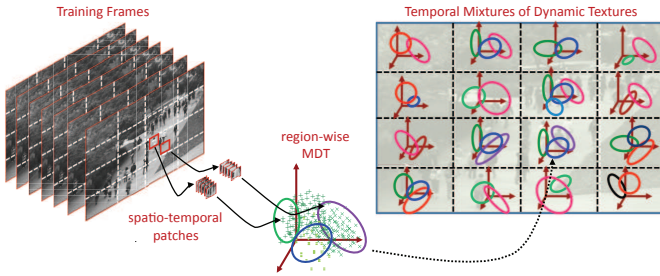 Training Frames
Temporal Mixtures of Dynamic Textures
region-wise
MDT
spatio-temporal
patches